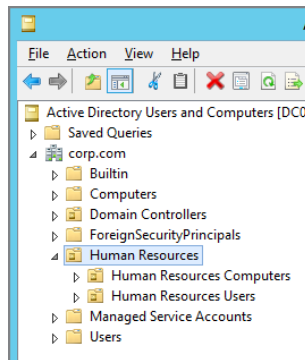 File Action View Help
Active Directory Users and Computers [DC0
Saved Queries
corp.com
Builtin
Computers
Domain Controllers
ForeignSecurityPrincipals
Human Resources
Human Resources Computers
Human Resources Users
Managed Service Accounts
Users